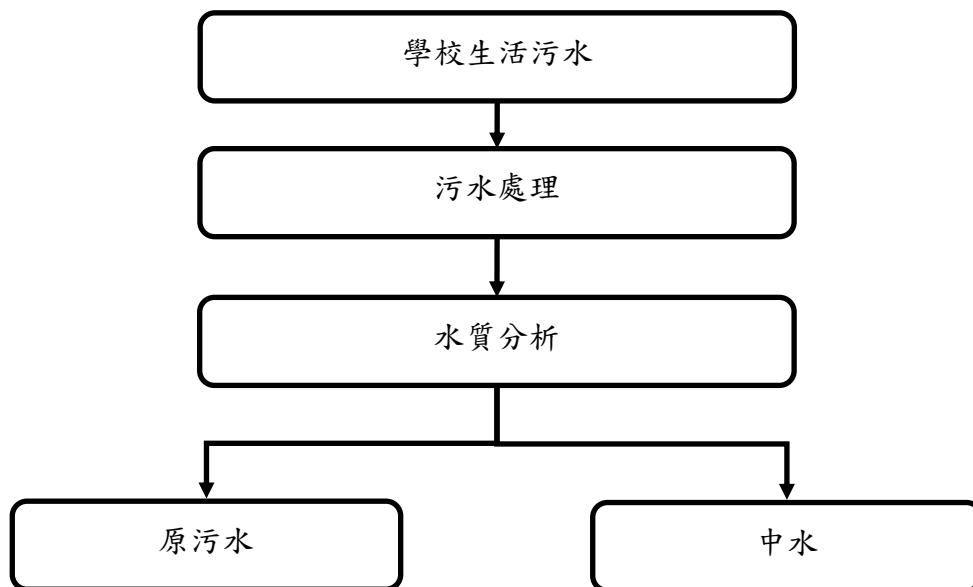 學校生活污水
污水處理
水質分析
原污水
中水